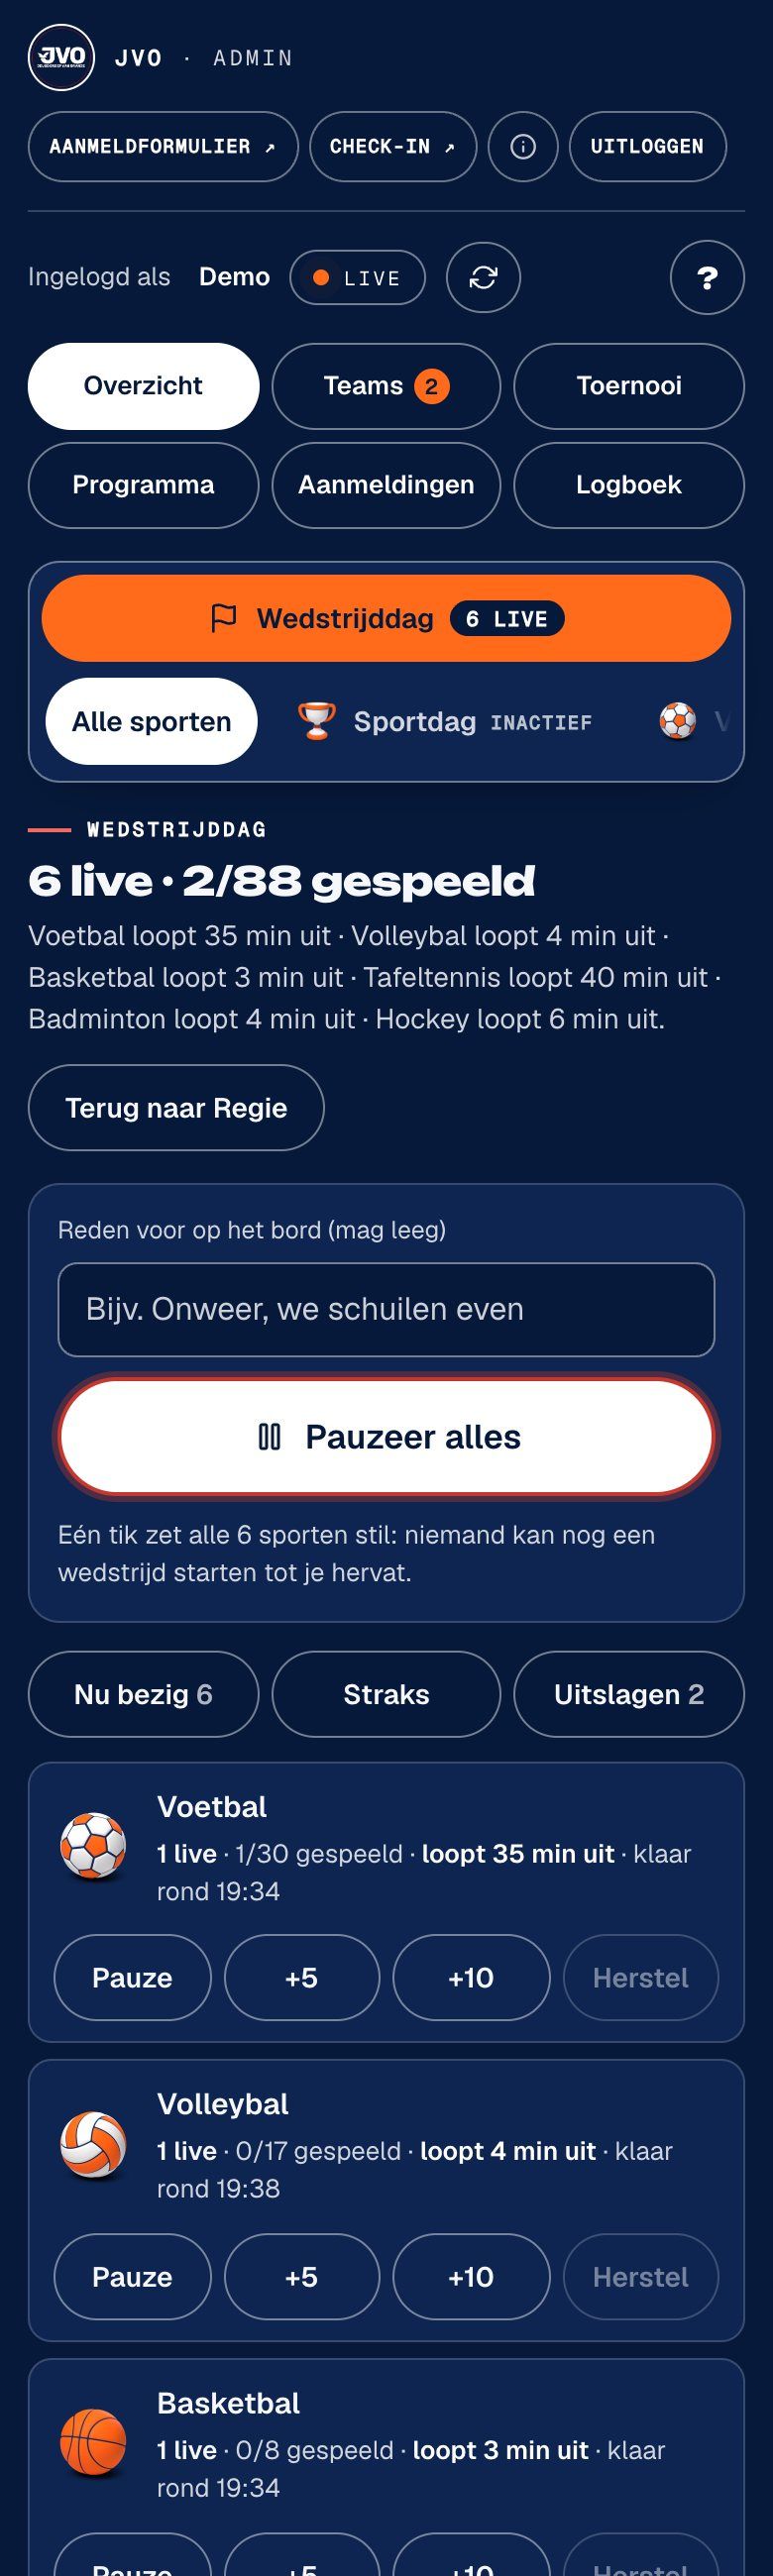 JVO
JVO · ADMIN
AANMELDFORMULIER ↗ CHECK-IN ↗ UITLOGGEN
Ingelogd als Demo LIVE ?
Overzicht Teams 2 Toernooi
Programma Aanmeldingen Logboek
Wedstrijddag 6 LIVE
Alle sporten Sportdag INACTIEF
WEDSTRIJDDAG
6 live · 2/88 gespeeld
Voetbal loopt 35 min uit · Volleybal loopt 4 min uit ·
Basketbal loopt 3 min uit · Tafeltennis loopt 40 min uit ·
Badminton loopt 4 min uit · Hockey loopt 6 min uit.
Terug naar Regie
Reden voor op het bord (mag leeg)
Bijv. Onweer, we schuilen even
Pauzeer alles
Eén tik zet alle 6 sporten stil: niemand kan nog een
wedstrijd starten tot je hervat.
Nu bezig 6 Straks Uitslagen 2
Voetbal
1 live · 1/30 gespeeld · loopt 35 min uit · klaar
rond 19:34
Pauze +5 +10 Herstel
Volleybal
1 live · 0/17 gespeeld · loopt 4 min uit · klaar
rond 19:38
Pauze +5 +10 Herstel
Basketbal
1 live · 0/8 gespeeld · loopt 3 min uit · klaar
rond 19:34
Pauze +5 +10 Herstel